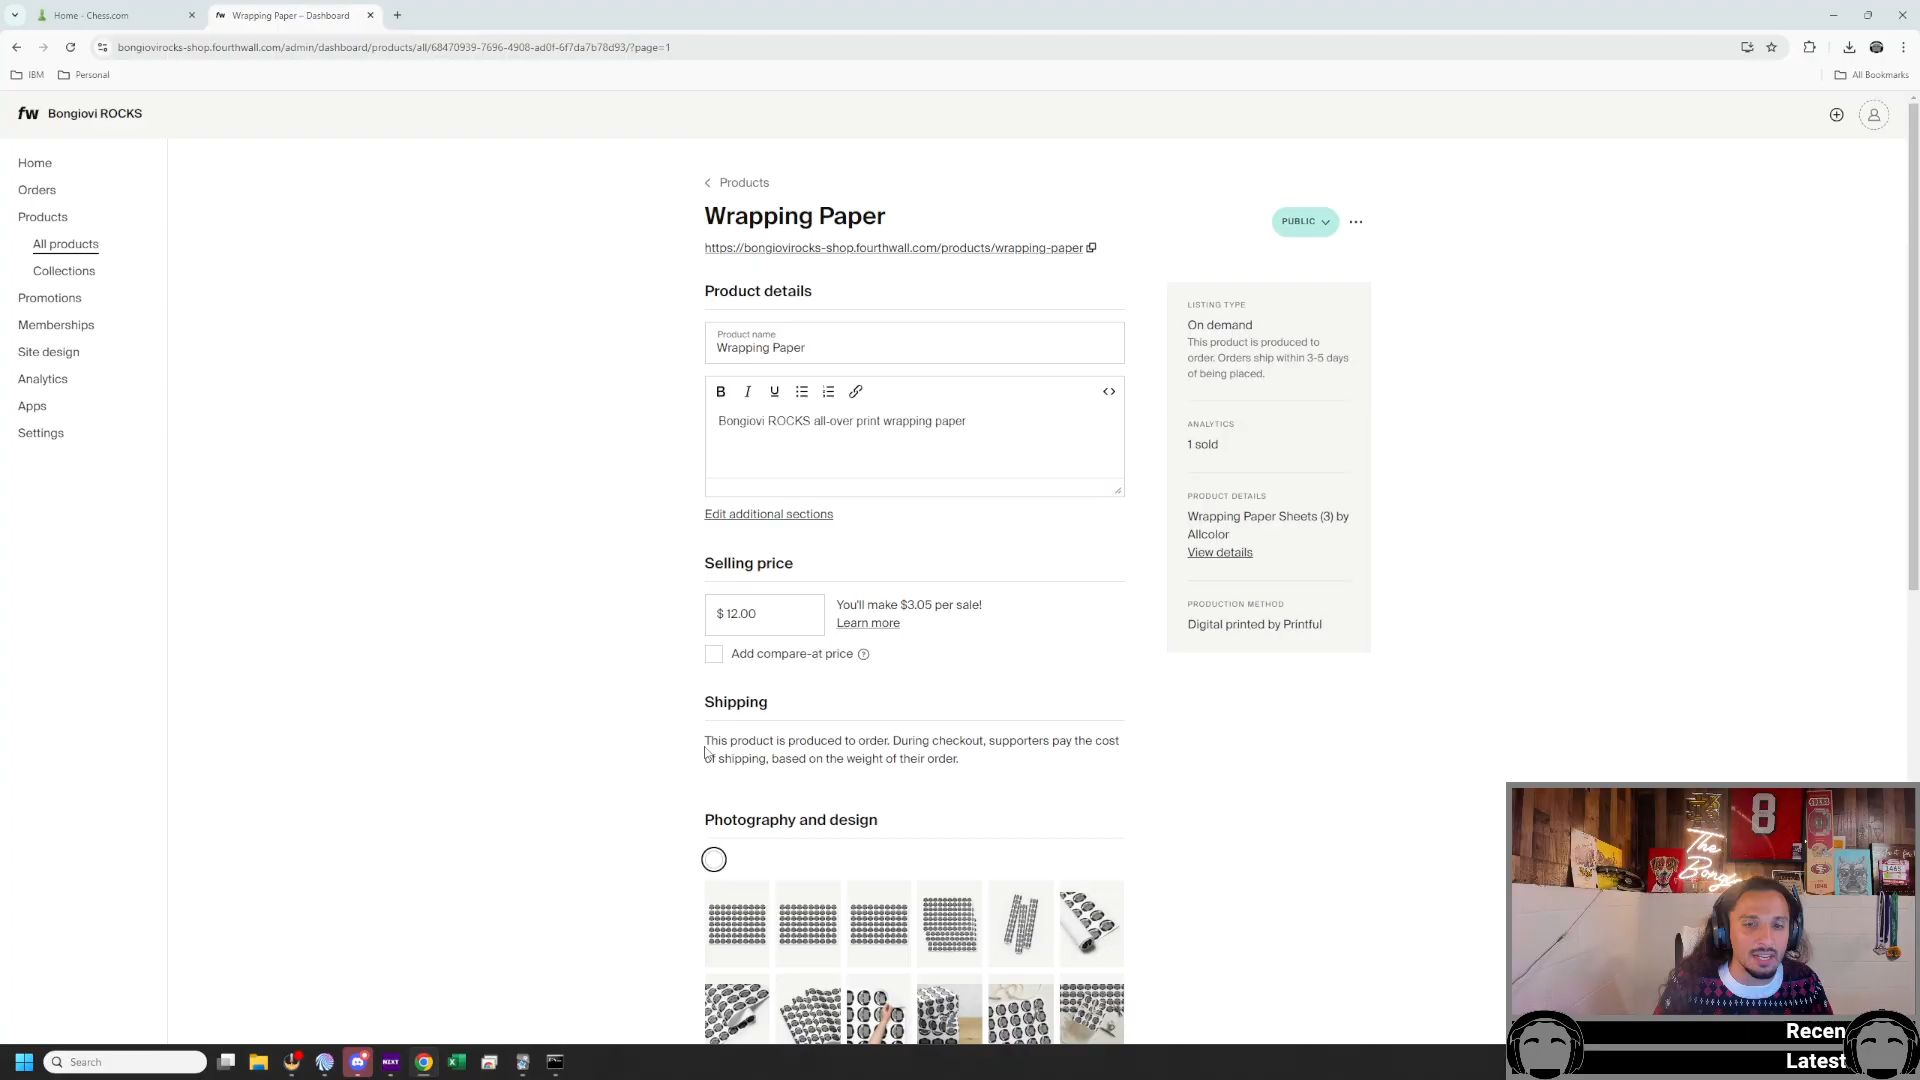 Home - Chess.com
fw Wrapping Paper – Dashboard
bongiovirocks-shop.fourthwall.com/admin/dashboard/products/all/68470939-7696-4908-ad0f-6f7da7b78d93/?page=1
IBM
Personal
All Bookmarks
fw Bongiovi ROCKS
Home
Orders
Products
All products
Collections
Promotions
Memberships
Site design
Analytics
Apps
Settings
Products
Wrapping Paper
PUBLIC
https://bongiovirocks-shop.fourthwall.com/products/wrapping-paper
Product details
Product name
Wrapping Paper
B I U
Bongiovi ROCKS all-over print wrapping paper
Edit additional sections
Selling price
$ 12.00
You'll make $3.05 per sale!
Learn more
Add compare-at price
Shipping
This product is produced to order. During checkout, supporters pay the cost
of shipping, based on the weight of their order.
Photography and design
LISTING TYPE
On demand
This product is produced to
order. Orders ship within 3-5 days
of being placed.
ANALYTICS
1 sold
PRODUCT DETAILS
Wrapping Paper Sheets (3) by
Allcolor
View details
PRODUCTION METHOD
Digital printed by Printful
8
The
Bongi
Recen
Latest
Search
NZXT